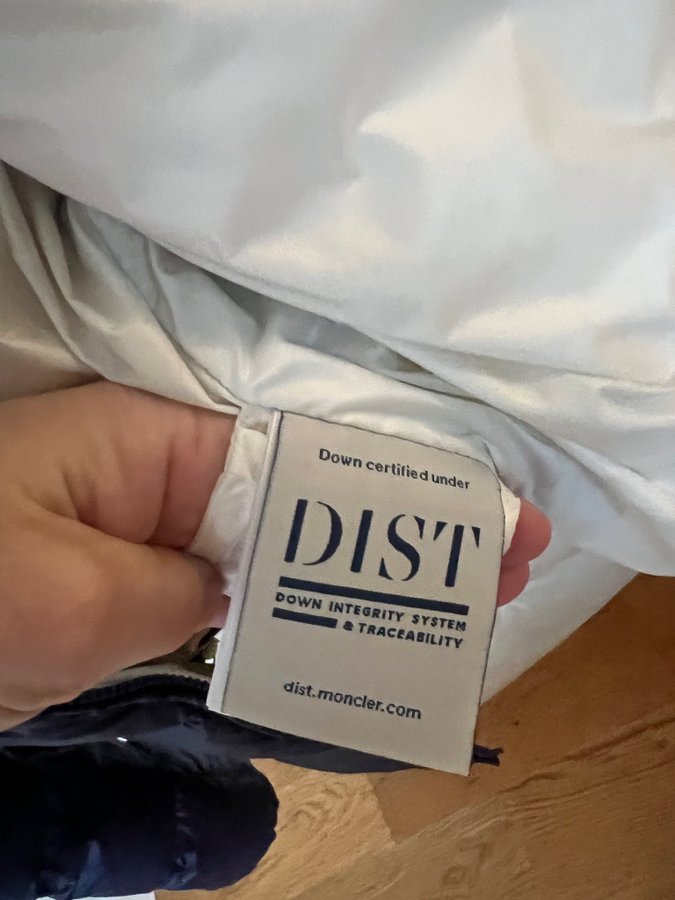 Down certified under
DIST
DOWN INTEGRITY SYSTEM
& TRACEABILITY
dist.moncler.com